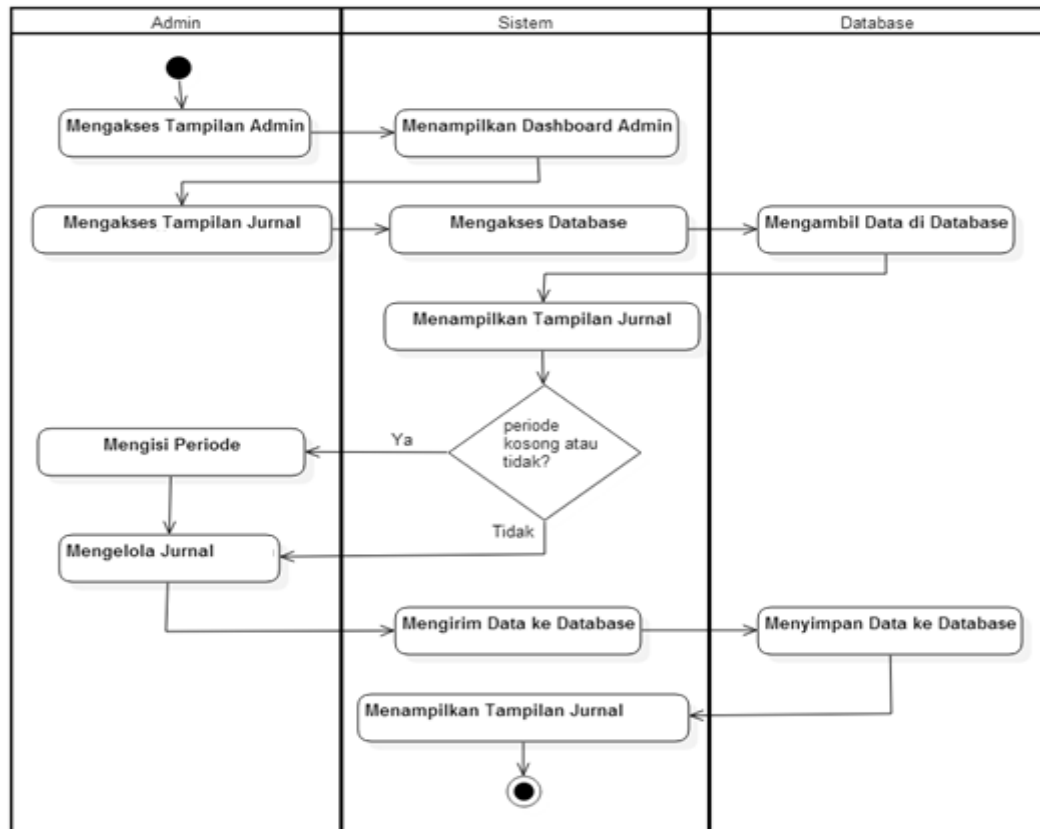 Admin
Sistem
Database
Mengakses Tampilan Admin
Menampilkan Dashboard Admin
Mengakses Tampilan Jurnal
Mengakses Database
Mengambil Data di Database
Menampilkan Tampilan Jurnal
periode
kosong atau
tidak?
Ya
Mengisi Periode
Tidak
Mengelola Jurnal
Mengirim Data ke Database
Menyimpan Data ke Database
Menampilkan Tampilan Jurnal